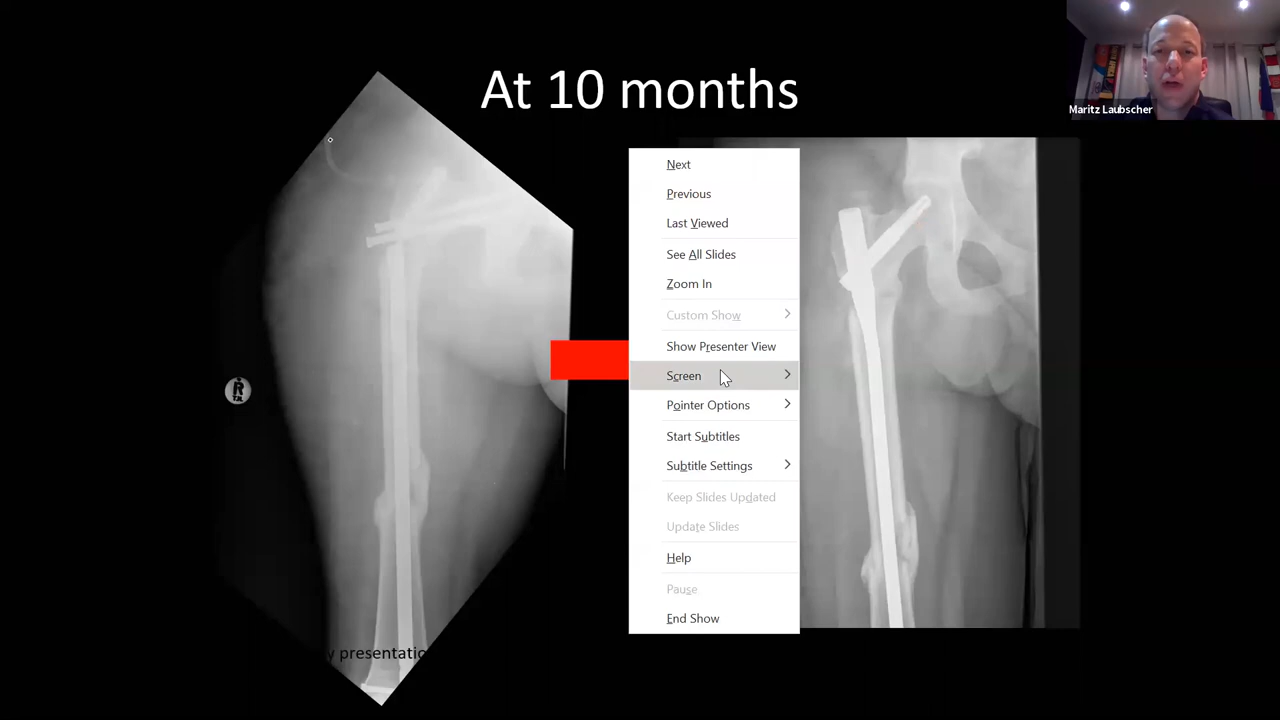 At 10 months
Maritz Laubscher
Next
Previous
Last Viewed
See All Slides
Zoom In
Custom Show
Show Presenter View
Screen
Pointer Options
Start Subtitles
Subtitle Settings
Keep Slides Updated
Update Slides
Help
Pause
End Show
R